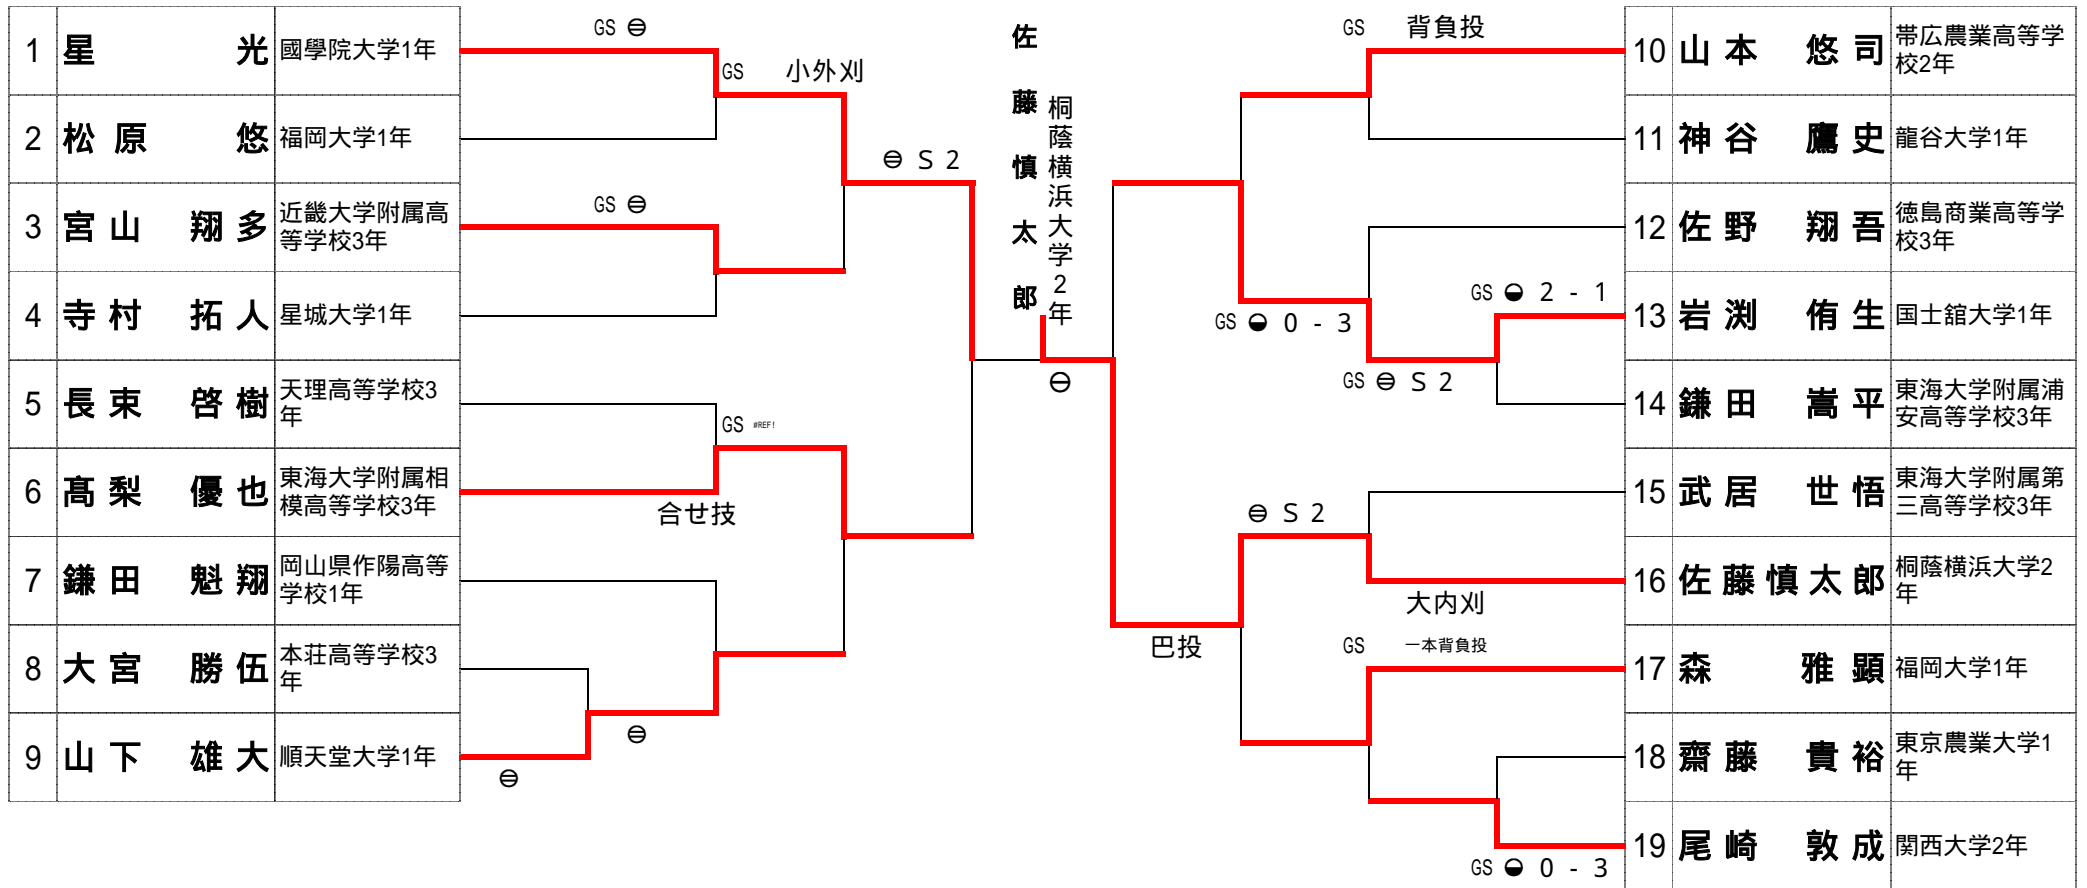 1 星 光 國學院大学1年
2 松原 悠 福岡大学1年
3 宮山 翔多 近畿大学附属高
等学校3年
4 寺村 拓人 星城大学1年
5 長束 啓樹 天理高等学校3
年
6 髙梨 優也 東海大学附属相
模高等学校3年
7 鎌田 魁翔 岡山県作陽高等
学校1年
8 大宮 勝伍 本荘高等学校3
年
9 山下 雄大 順天堂大学1年
GS ⊖
GS 小外刈
⊖ S 2
GS ⊖
GS #REF!
合せ技
⊖
⊖
佐藤慎太郎
桐蔭横浜大学2年
⊖
GS 背負投
GS ◒ 2 - 1
GS ◒ 0 - 3
GS ⊖ S 2
⊖ S 2
大内刈
巴投
GS 一本背負投
GS ◒ 0 - 3
10 山本 悠司 帯広農業高等学
校2年
11 神谷 鷹史 龍谷大学1年
12 佐野 翔吾 徳島商業高等学
校3年
13 岩渕 侑生 国士舘大学1年
14 鎌田 嵩平 東海大学附属浦
安高等学校3年
15 武居 世悟 東海大学附属第
三高等学校3年
16 佐藤慎太郎 桐蔭横浜大学2
年
17 森 雅顕 福岡大学1年
18 齋藤 貴裕 東京農業大学1
年
19 尾崎 敦成 関西大学2年